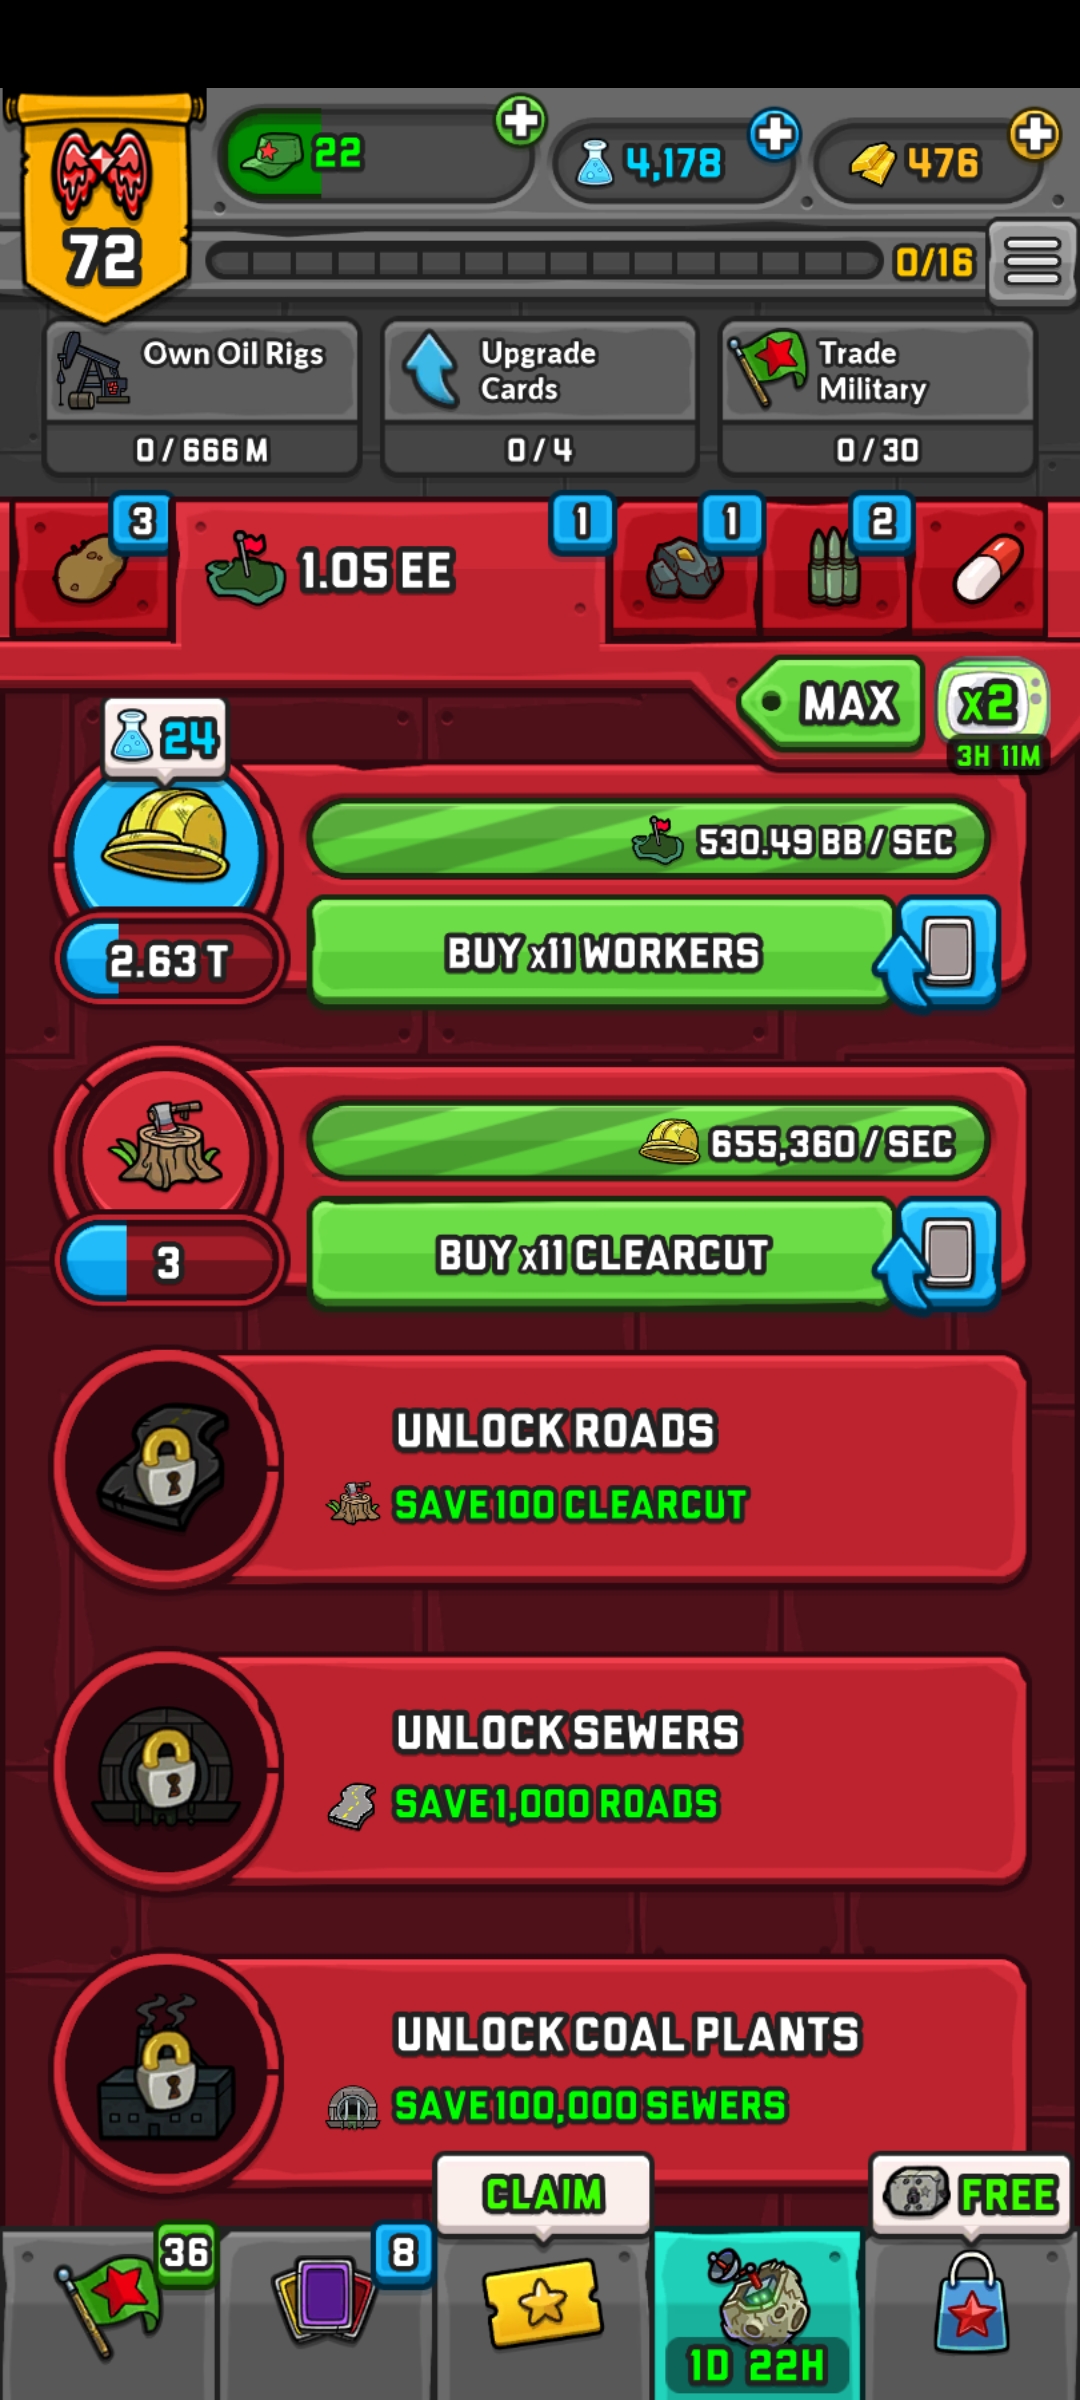 22
4,178
476
72
0/16
Own Oil Rigs
0 / 666 M
Upgrade
Cards
0 / 4
Trade
Military
0 / 30
3
1.05 EE
1
1
2
MAX
x2
3H 11M
24
530.49 BB / SEC
2.63 T
BUY x11 WORKERS
655,360 / SEC
3
BUY x11 CLEARCUT
UNLOCK ROADS
SAVE 100 CLEARCUT
UNLOCK SEWERS
SAVE 1,000 ROADS
UNLOCK COAL PLANTS
SAVE 100,000 SEWERS
CLAIM
FREE
36
8
1D 22H